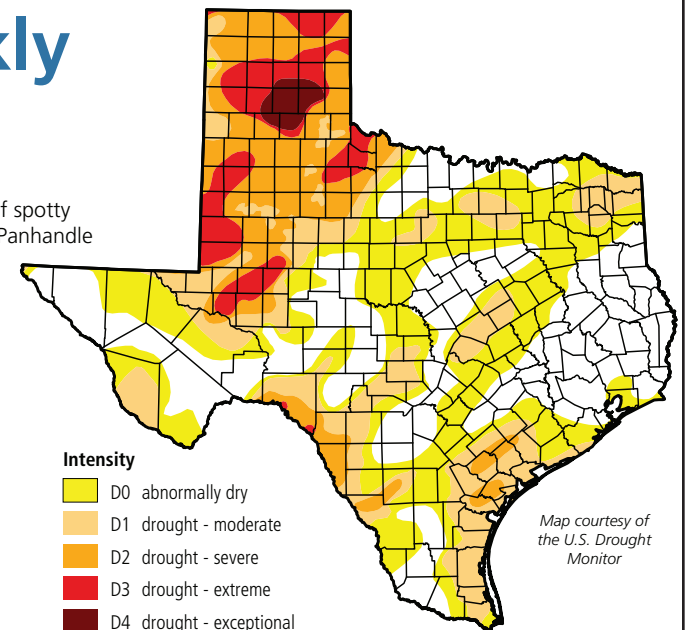 kly
f spotty
Panhandle
Intensity
D0 abnormally dry
D1 drought - moderate
D2 drought - severe
D3 drought - extreme
D4 drought - exceptional
Map courtesy of
the U.S. Drought
Monitor